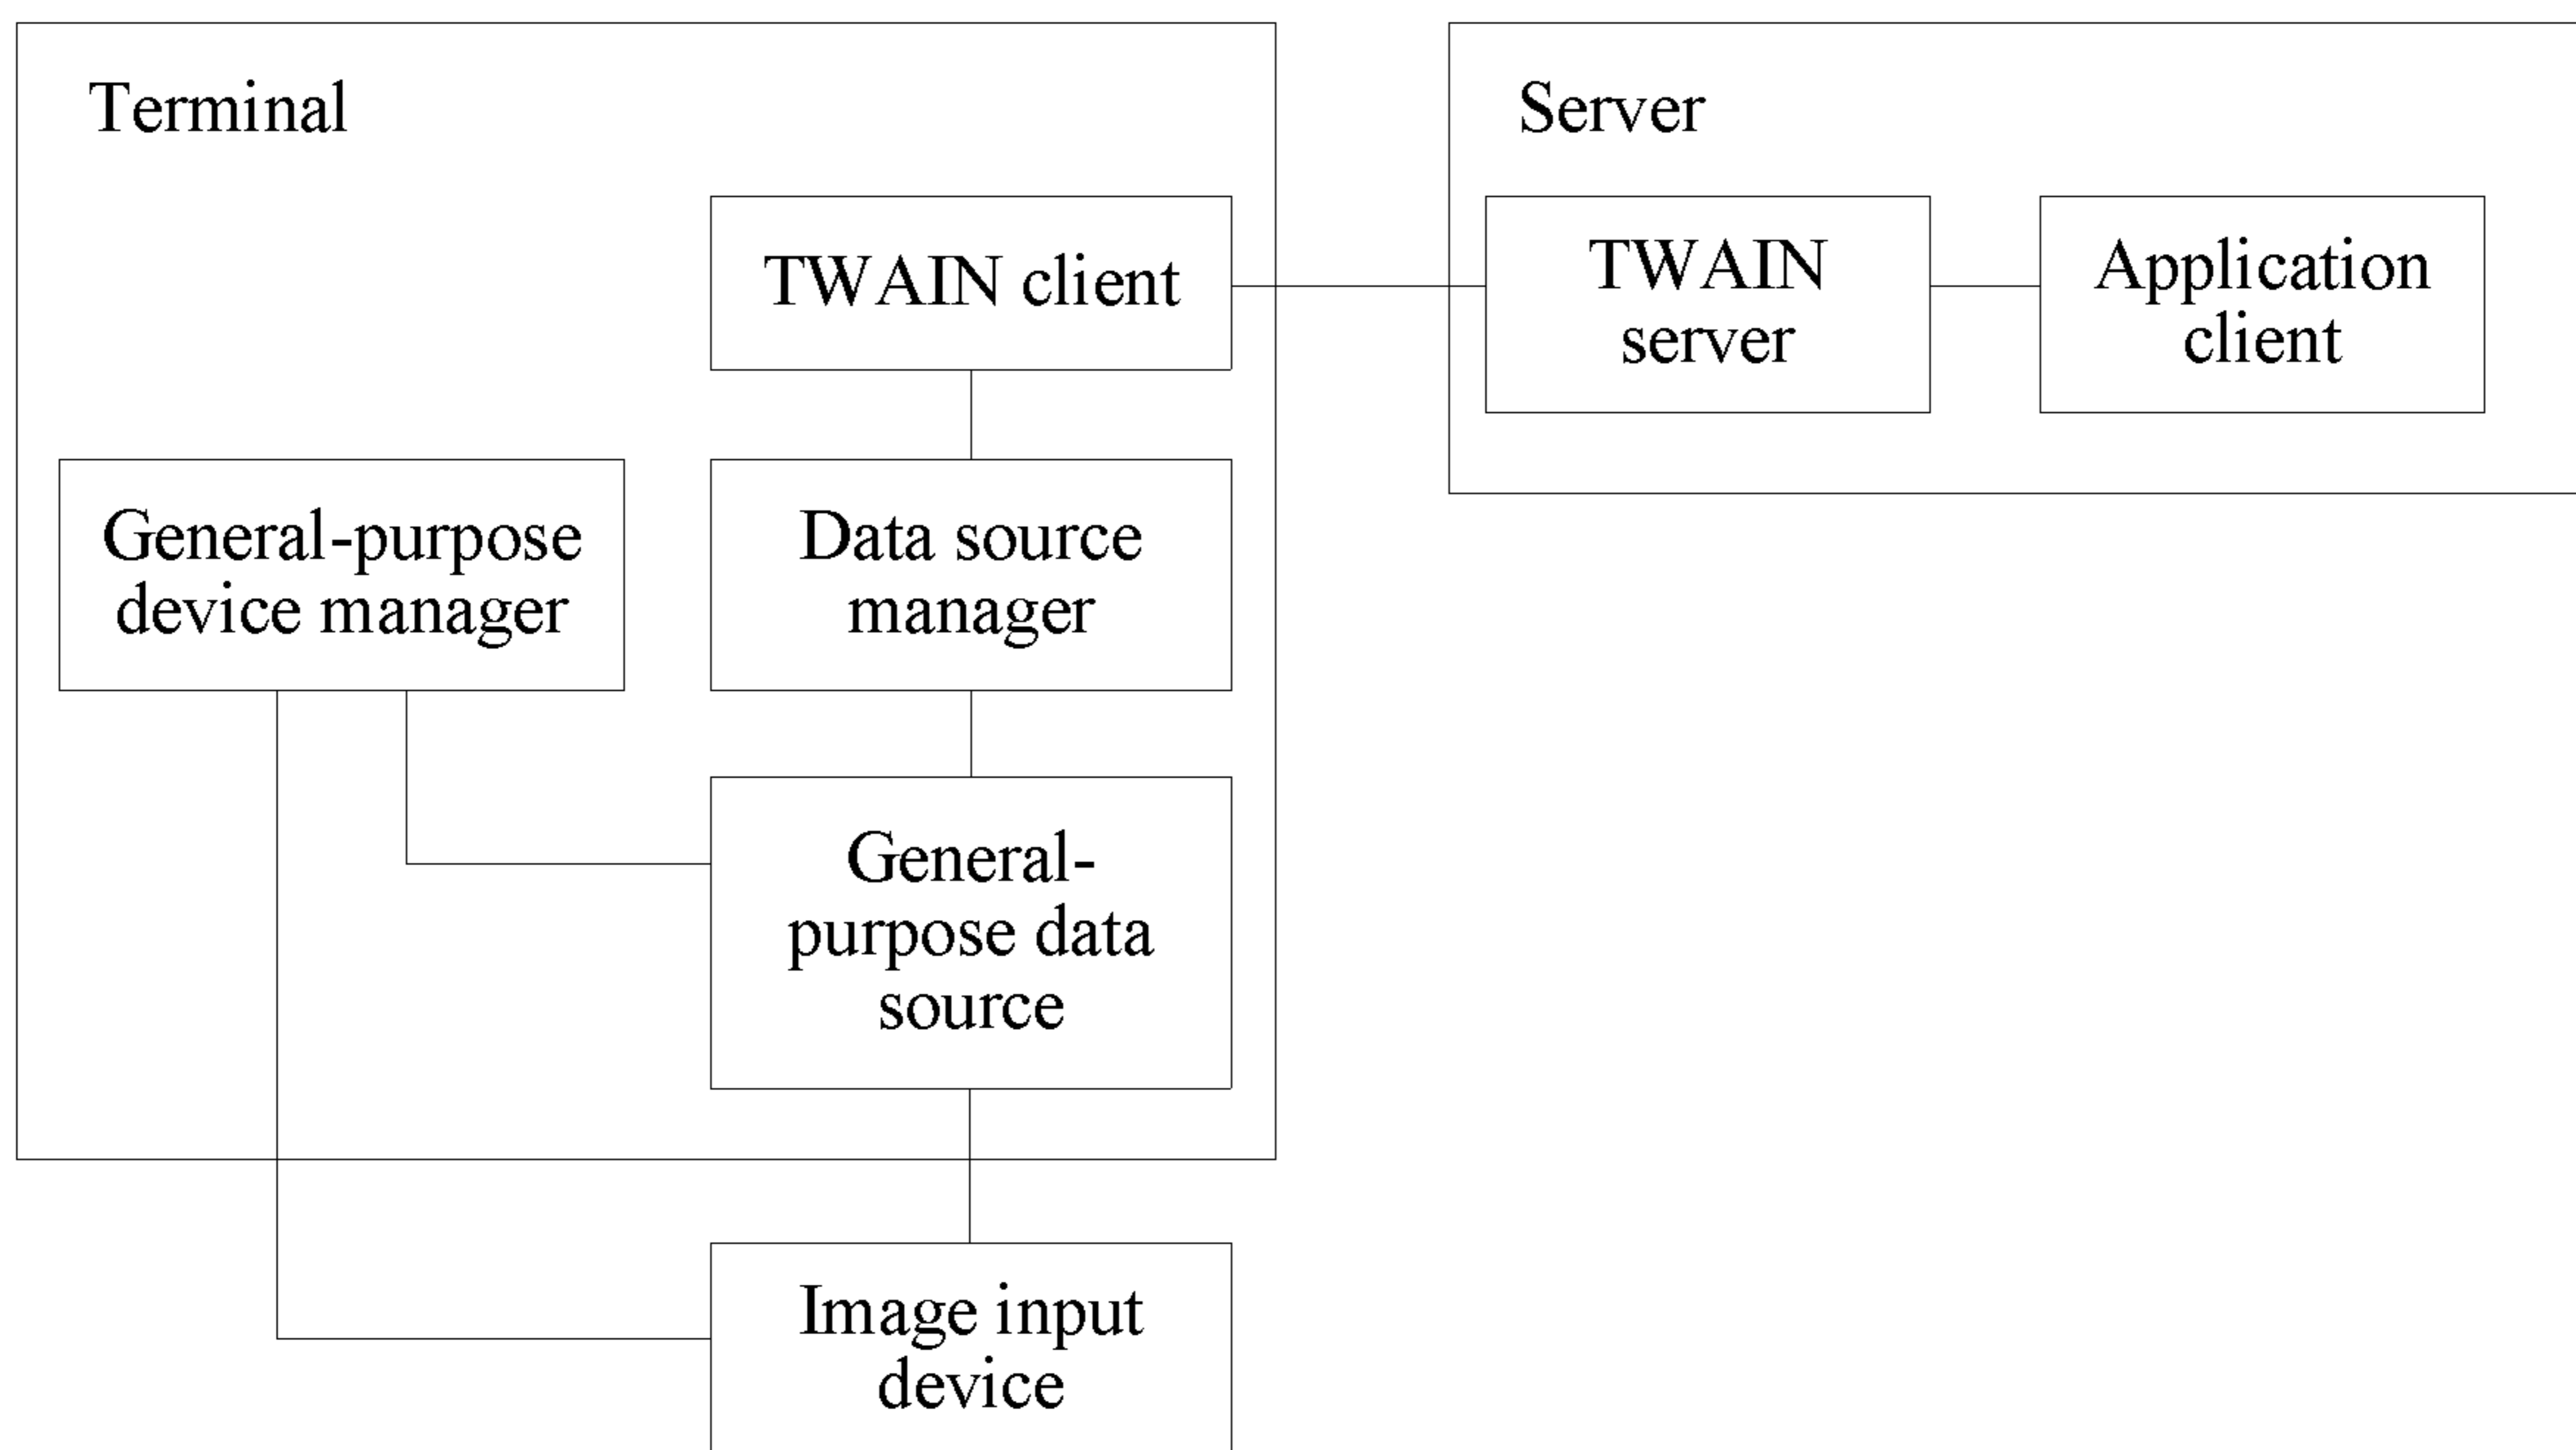 Terminal
TWAIN client
General-purpose
device manager
Data source
manager
General-
purpose data
source
Image input
device
Server
TWAIN
server
Application
client